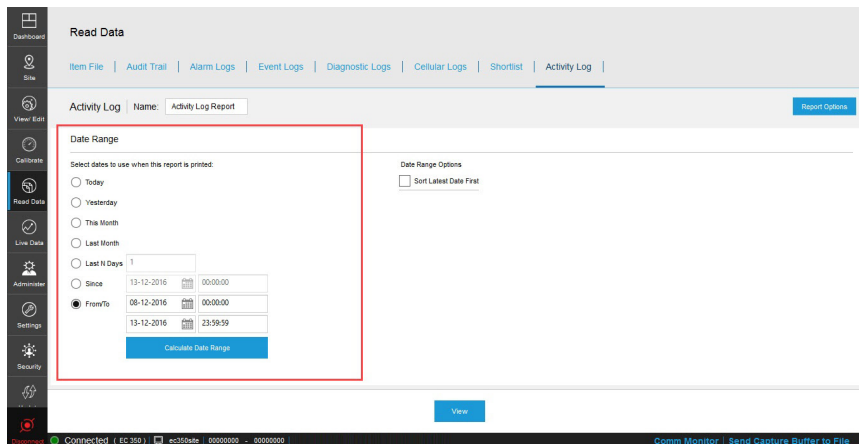 Dashboard
Site
View/ Edit
Calibrate
Read Data
Live Data
Administer
Settings
Security
Disconnect
Read Data
Item File | Audit Trail | Alarm Logs | Event Logs | Diagnostic Logs | Cellular Logs | Shortlist | Activity Log |
Activity Log | Name: Activity Log Report
Report Options
Date Range
Select dates to use when this report is printed:
Date Range Options
Today
Sort Latest Date First
Yesterday
This Month
Last Month
Last N Days 1
Since 13-12-2016 00:00:00
From/To 08-12-2016 00:00:00
13-12-2016 23:59:59
Calculate Date Range
View
Connected ( EC 350 ) | ec350site | 00000000 - 00000000 |
Comm Monitor | Send Capture Buffer to File